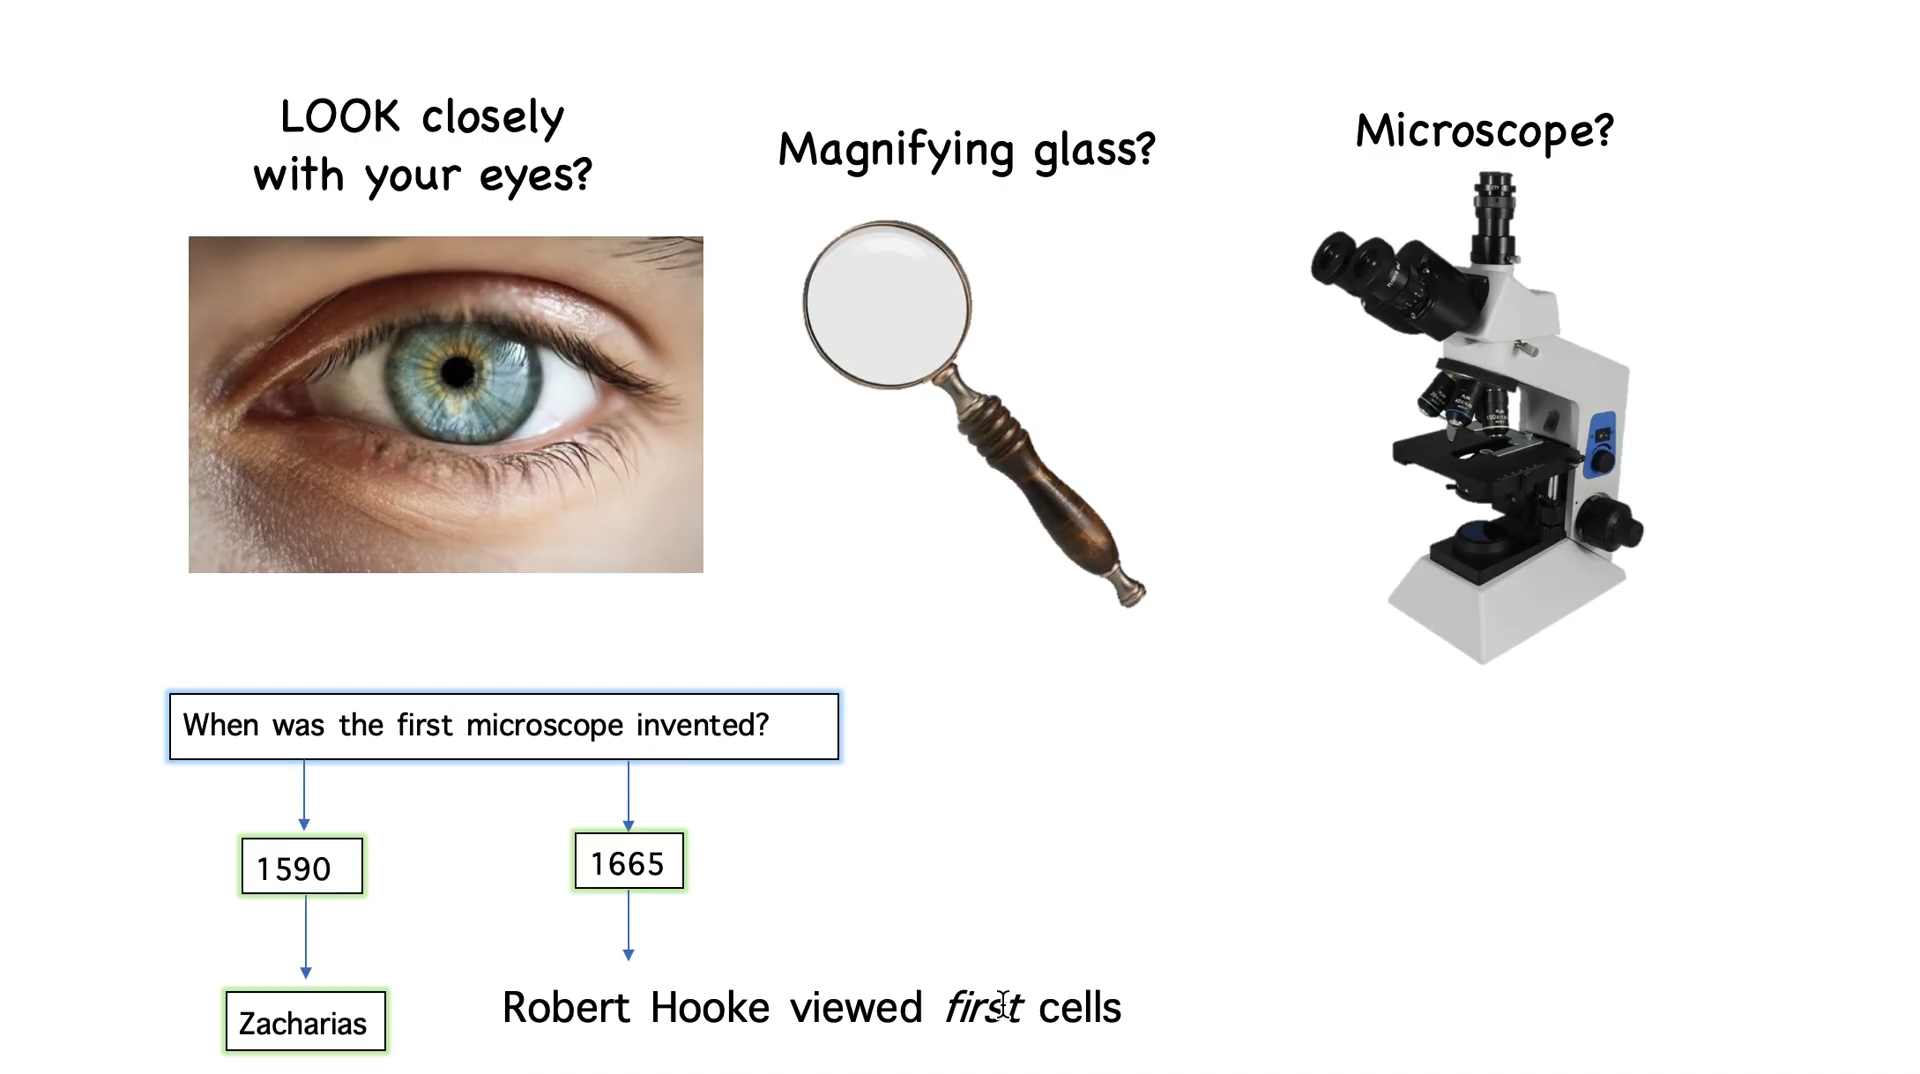 LOOK closely
with your eyes?
Magnifying glass?
Microscope?
When was the first microscope invented?
1590
1665
Zacharias
Robert Hooke viewed first cells